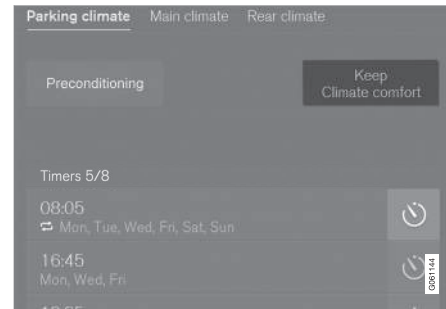 Parking climate Main climate Rear climate
Preconditioning
Keep
Climate comfort
Timers 5/8
08:05
Mon, Tue, Wed, Fri, Sat, Sun
16:45
Mon, Wed, Fri
G061144